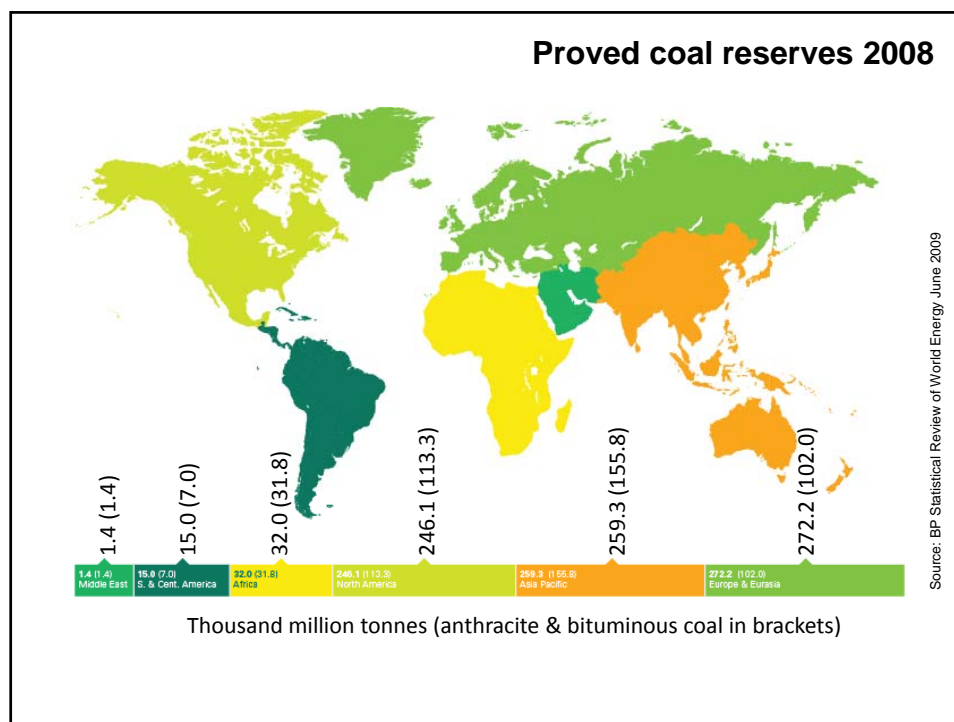 Proved coal reserves 2008
Source: BP Statistical Review of World Energy June 2009
1.4 (1.4)
15.0 (7.0)
32.0 (31.8)
246.1 (113.3)
259.3 (155.8)
272.2 (102.0)
1.4 (1.4)
Middle East
15.0 (7.0)
S. & Cent. America
32.0 (31.8)
Africa
246.1 (113.3)
North America
259.3 (155.8)
Asia Pacific
272.2 (102.0)
Europe & Eurasia
Thousand million tonnes (anthracite & bituminous coal in brackets)